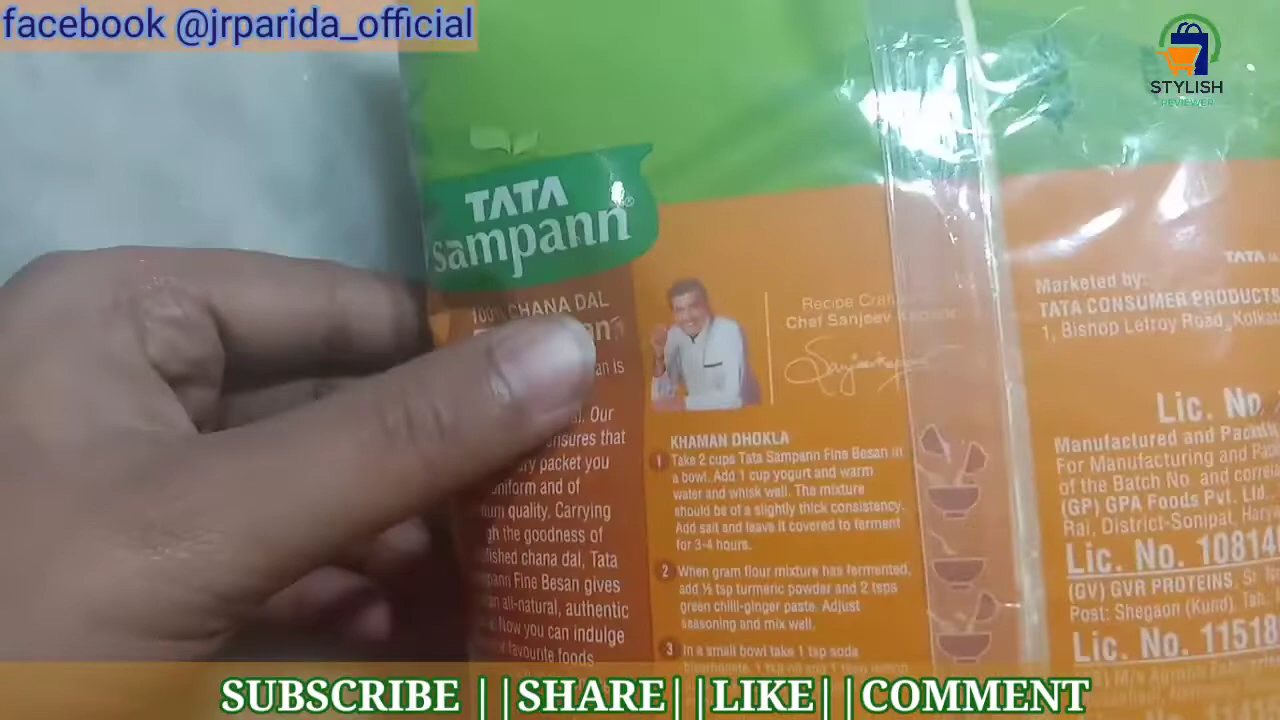 facebook @jrparida_official
STYLISH
REVIEWER
TATA
sampann®
100% CHANA DAL
an is
Our
ensures that
packet you
uniform and of
quality. Carrying
the goodness of
chana dal, Tata
Fine Besan gives
all-natural, authentic
Now you can indulge
favourite foods
Recipe
Chef Sanjeev
KHAMAN DHOKLA
1 Take 2 cups Tata Sampann Fine Besan in
a bowl. Add 1 cup yogurt and warm
water and whisk well. The mixture
should be of a slightly thick consistency.
Add salt and leave it covered to ferment
for 3-4 hours.
2 When gram flour mixture has fermented,
add ½ tsp turmeric powder and 2 tsps
green chilli-ginger paste. Adjust
seasoning and mix well.
3 In a small bowl take 1 tsp soda
TATA
Marketed by:
TATA CONSUMER PRODUCTS
1, Bishop Lefroy Road, Kolkata
Lic. No.
Manufactured and
For Manufacturing and
of the Batch No. and
(GP) GPA Foods Pvt. Ltd.,
Rai, District-Sonipat,
Lic. No. 10814
(GV) GVR PROTEINS,
Post: Shegaon (Kund),
Lic. No. 11518
SUBSCRIBE ||SHARE||LIKE||COMMENT